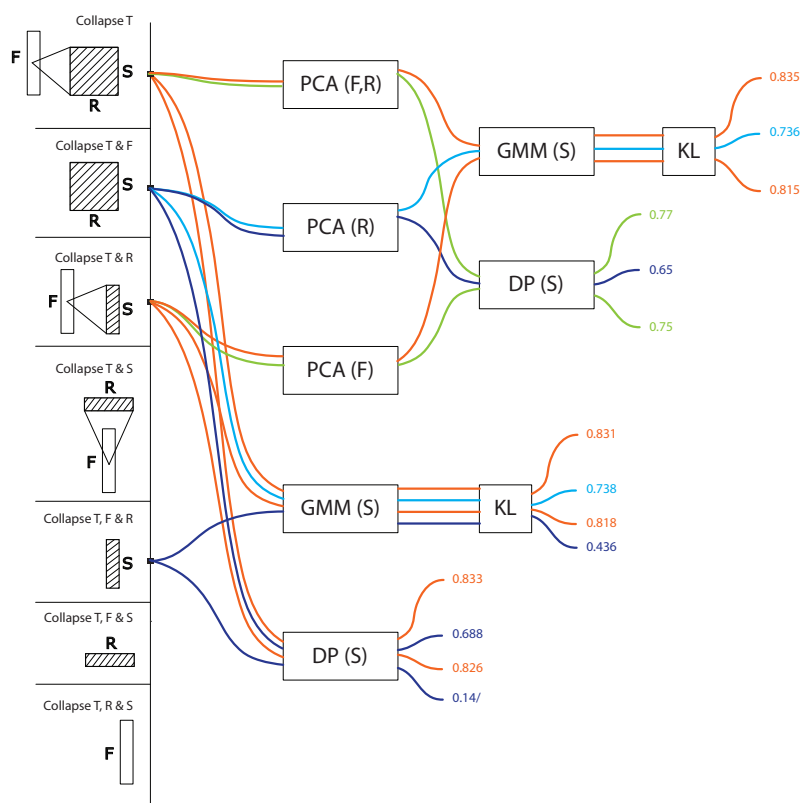 Collapse T
F
S
R
Collapse T & F
S
R
Collapse T & R
F
S
Collapse T & S
R
F
Collapse T, F & R
S
Collapse T, F & S
R
Collapse T, R & S
F
PCA (F,R)
PCA (R)
PCA (F)
GMM (S)
KL
0.835
0.736
0.815
DP (S)
0.77
0.65
0.75
GMM (S)
KL
0.831
0.738
0.818
0.436
DP (S)
0.833
0.688
0.826
0.14/